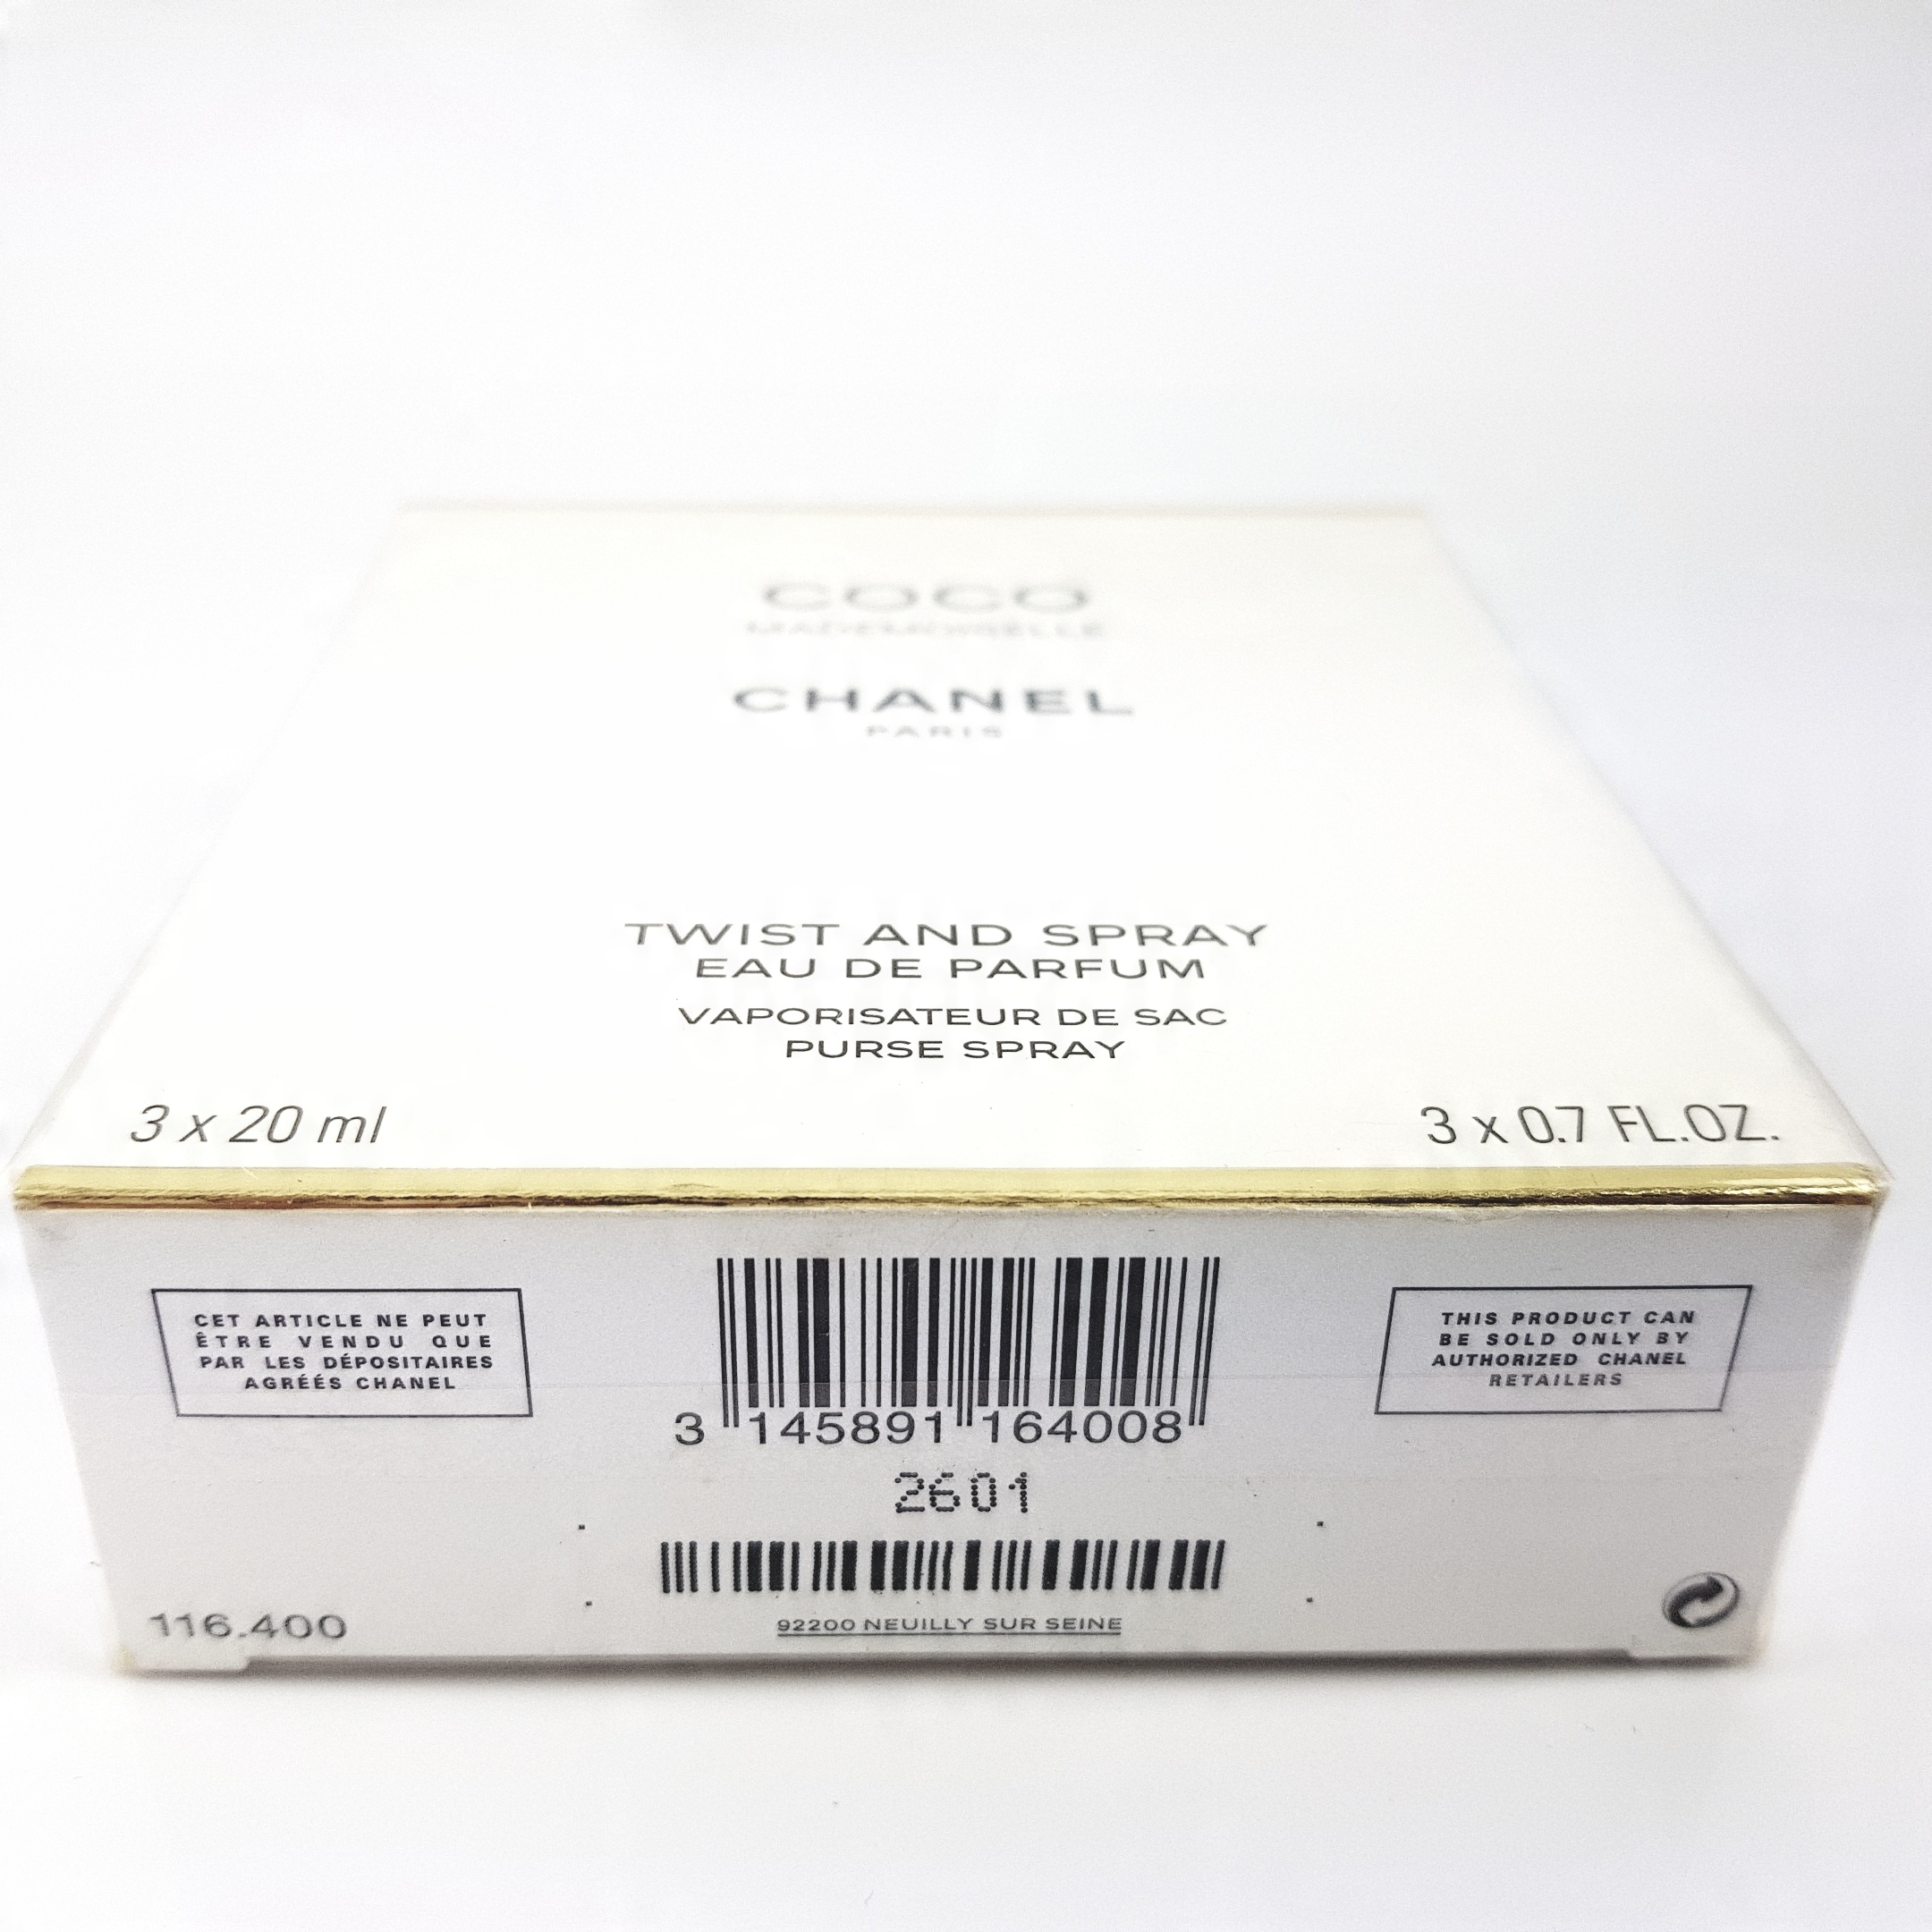 COCO
MADEMOISELLE
CHANEL
PARIS
TWIST AND SPRAY
EAU DE PARFUM
VAPORISATEUR DE SAC
PURSE SPRAY
3 x 20 ml
3 x 0.7 FL.OZ.
CET ARTICLE NE PEUT
ÊTRE VENDU QUE
PAR LES DÉPOSITAIRES
AGRÉÉS CHANEL
THIS PRODUCT CAN
BE SOLD ONLY BY
AUTHORIZED CHANEL
RETAILERS
3 145891 164008
2601
116.400
92200 NEUILLY SUR SEINE